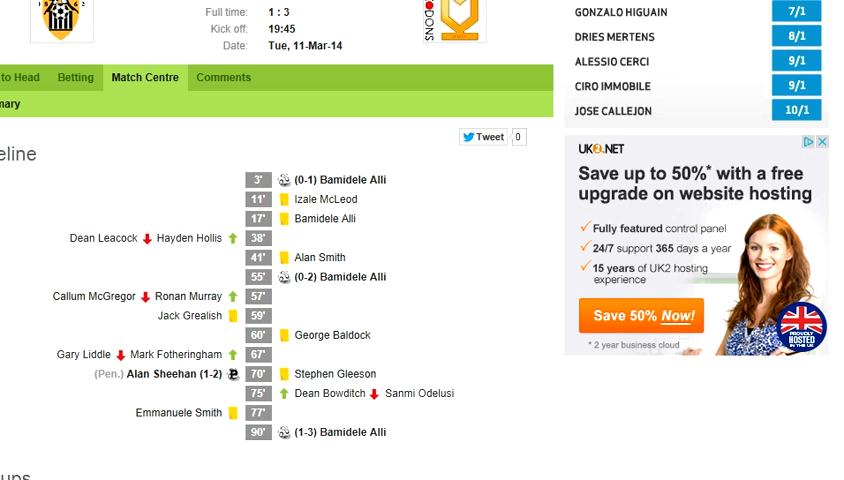 1862
Full time: 1 : 3
Kick off: 19:45
Date: Tue, 11-Mar-14
DONS
to Head Betting Match Centre Comments
mary
Tweet 0
eline
3' (0-1) Bamidele Alli
11' Izale McLeod
17' Bamidele Alli
Dean Leacock Hayden Hollis 38'
41' Alan Smith
55' (0-2) Bamidele Alli
Callum McGregor Ronan Murray 57'
Jack Grealish 59'
60' George Baldock
Gary Liddle Mark Fotheringham 67'
(Pen.) Alan Sheehan (1-2) 70' Stephen Gleeson
75' Dean Bowditch Sanmi Odelusi
Emmanuele Smith 77'
90' (1-3) Bamidele Alli
ups
GONZALO HIGUAIN 7/1
DRIES MERTENS 8/1
ALESSIO CERCI 9/1
CIRO IMMOBILE 9/1
JOSE CALLEJON 10/1
UK2.NET
Save up to 50%* with a free
upgrade on website hosting
Fully featured control panel
24/7 support 365 days a year
15 years of UK2 hosting
experience
Save 50% Now!
* 2 year business cloud
PROUDLY
HOSTED
IN THE UK